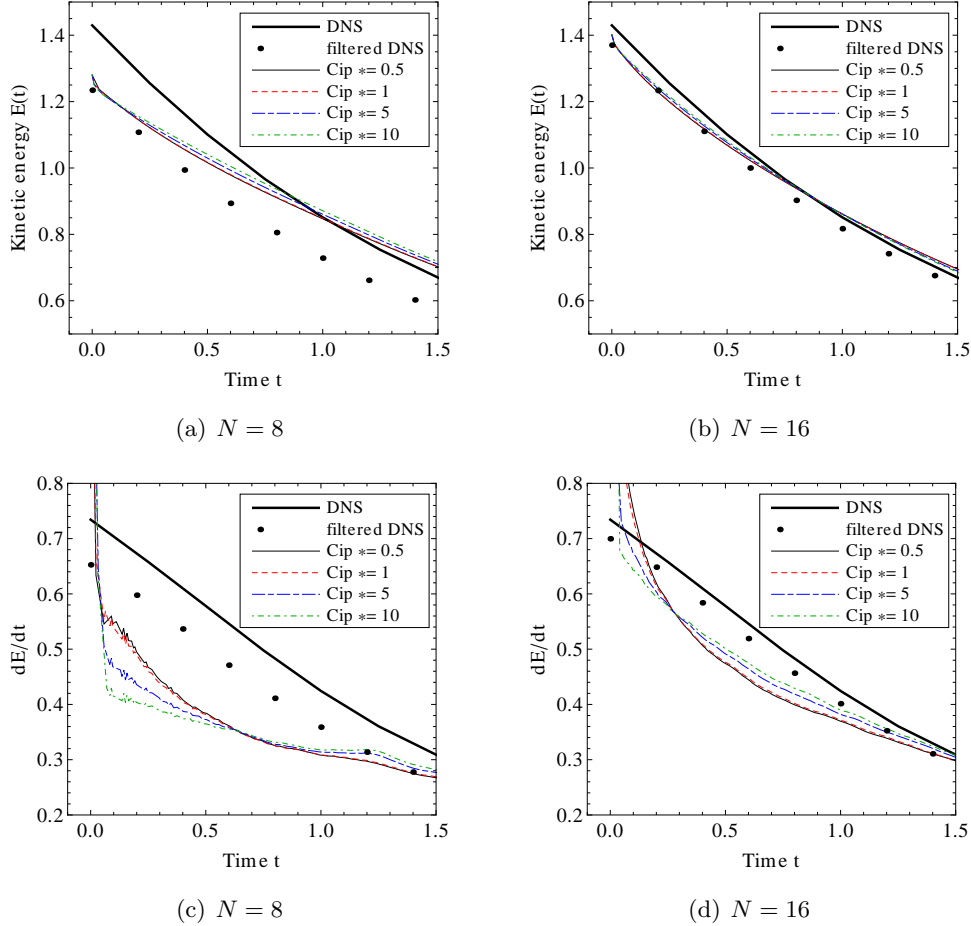 DNS
filtered DNS
Cip *= 0.5
Cip *= 1
Cip *= 5
Cip *= 10
Kinetic energy E(t)
1.4
1.2
1.0
0.8
0.6
0.0 0.5 1.0 1.5
Time t
(a) N = 8
DNS
filtered DNS
Cip *= 0.5
Cip *= 1
Cip *= 5
Cip *= 10
Kinetic energy E(t)
1.4
1.2
1.0
0.8
0.6
0.0 0.5 1.0 1.5
Time t
(b) N = 16
DNS
filtered DNS
Cip *= 0.5
Cip *= 1
Cip *= 5
Cip *= 10
dE/dt
0.8
0.7
0.6
0.5
0.4
0.3
0.2
0.0 0.5 1.0 1.5
Time t
(c) N = 8
DNS
filtered DNS
Cip *= 0.5
Cip *= 1
Cip *= 5
Cip *= 10
dE/dt
0.8
0.7
0.6
0.5
0.4
0.3
0.2
0.0 0.5 1.0 1.5
Time t
(d) N = 16